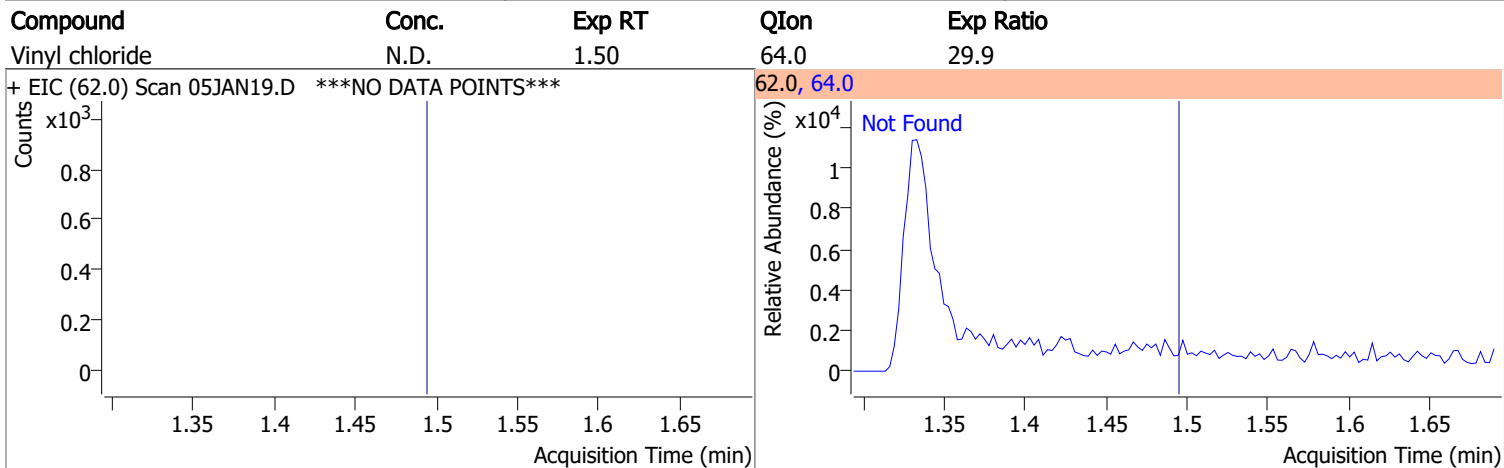 Compound Conc. Exp RT QIon Exp Ratio
Vinyl chloride N.D. 1.50 64.0 29.9
+ EIC (62.0) Scan 05JAN19.D ***NO DATA POINTS***
Counts
x10³
0.8
0.6
0.4
0.2
0
1.35 1.4 1.45 1.5 1.55 1.6 1.65
Acquisition Time (min)
62.0, 64.0
Relative Abundance (%)
x10⁴
Not Found
1
0.8
0.6
0.4
0.2
0
1.35 1.4 1.45 1.5 1.55 1.6 1.65
Acquisition Time (min)